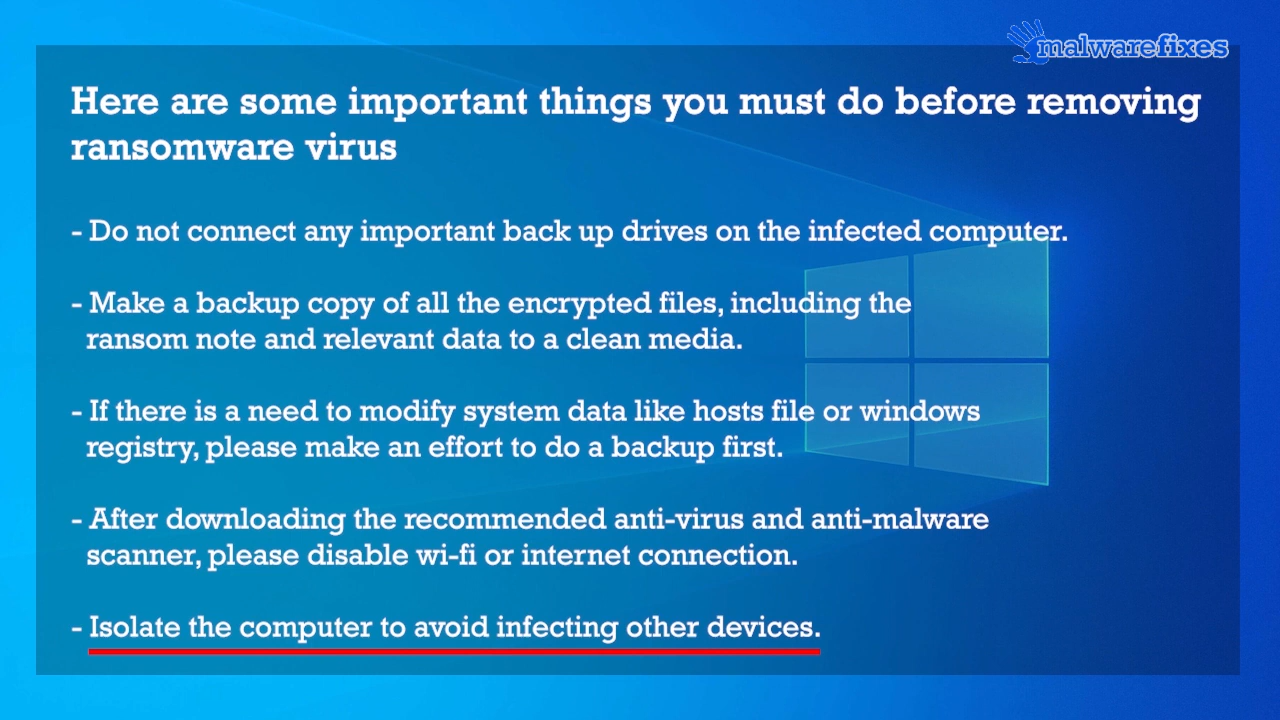 malwarefixes
Here are some important things you must do before removing
ransomware virus
- Do not connect any important back up drives on the infected computer.
- Make a backup copy of all the encrypted files, including the
ransom note and relevant data to a clean media.
- If there is a need to modify system data like hosts file or windows
registry, please make an effort to do a backup first.
- After downloading the recommended anti-virus and anti-malware
scanner, please disable wi-fi or internet connection.
- Isolate the computer to avoid infecting other devices.